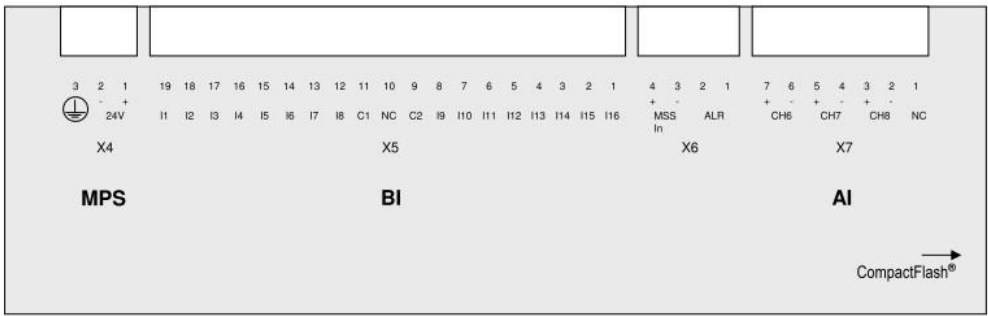 3 2 1 19 18 17 16 15 14 13 12 11 10 9 8 7 6 5 4 3 2 1 4 3 2 1 7 6 5 4 3 2 1
- + + - + - + - + -
24V I1 I2 I3 I4 I5 I6 I7 I8 C1 NC C2 I9 I10 I11 I12 I13 I14 I15 I16 MSS ALR CH6 CH7 CH8 NC
In
X4 X5 X6 X7
MPS BI AI
CompactFlash®